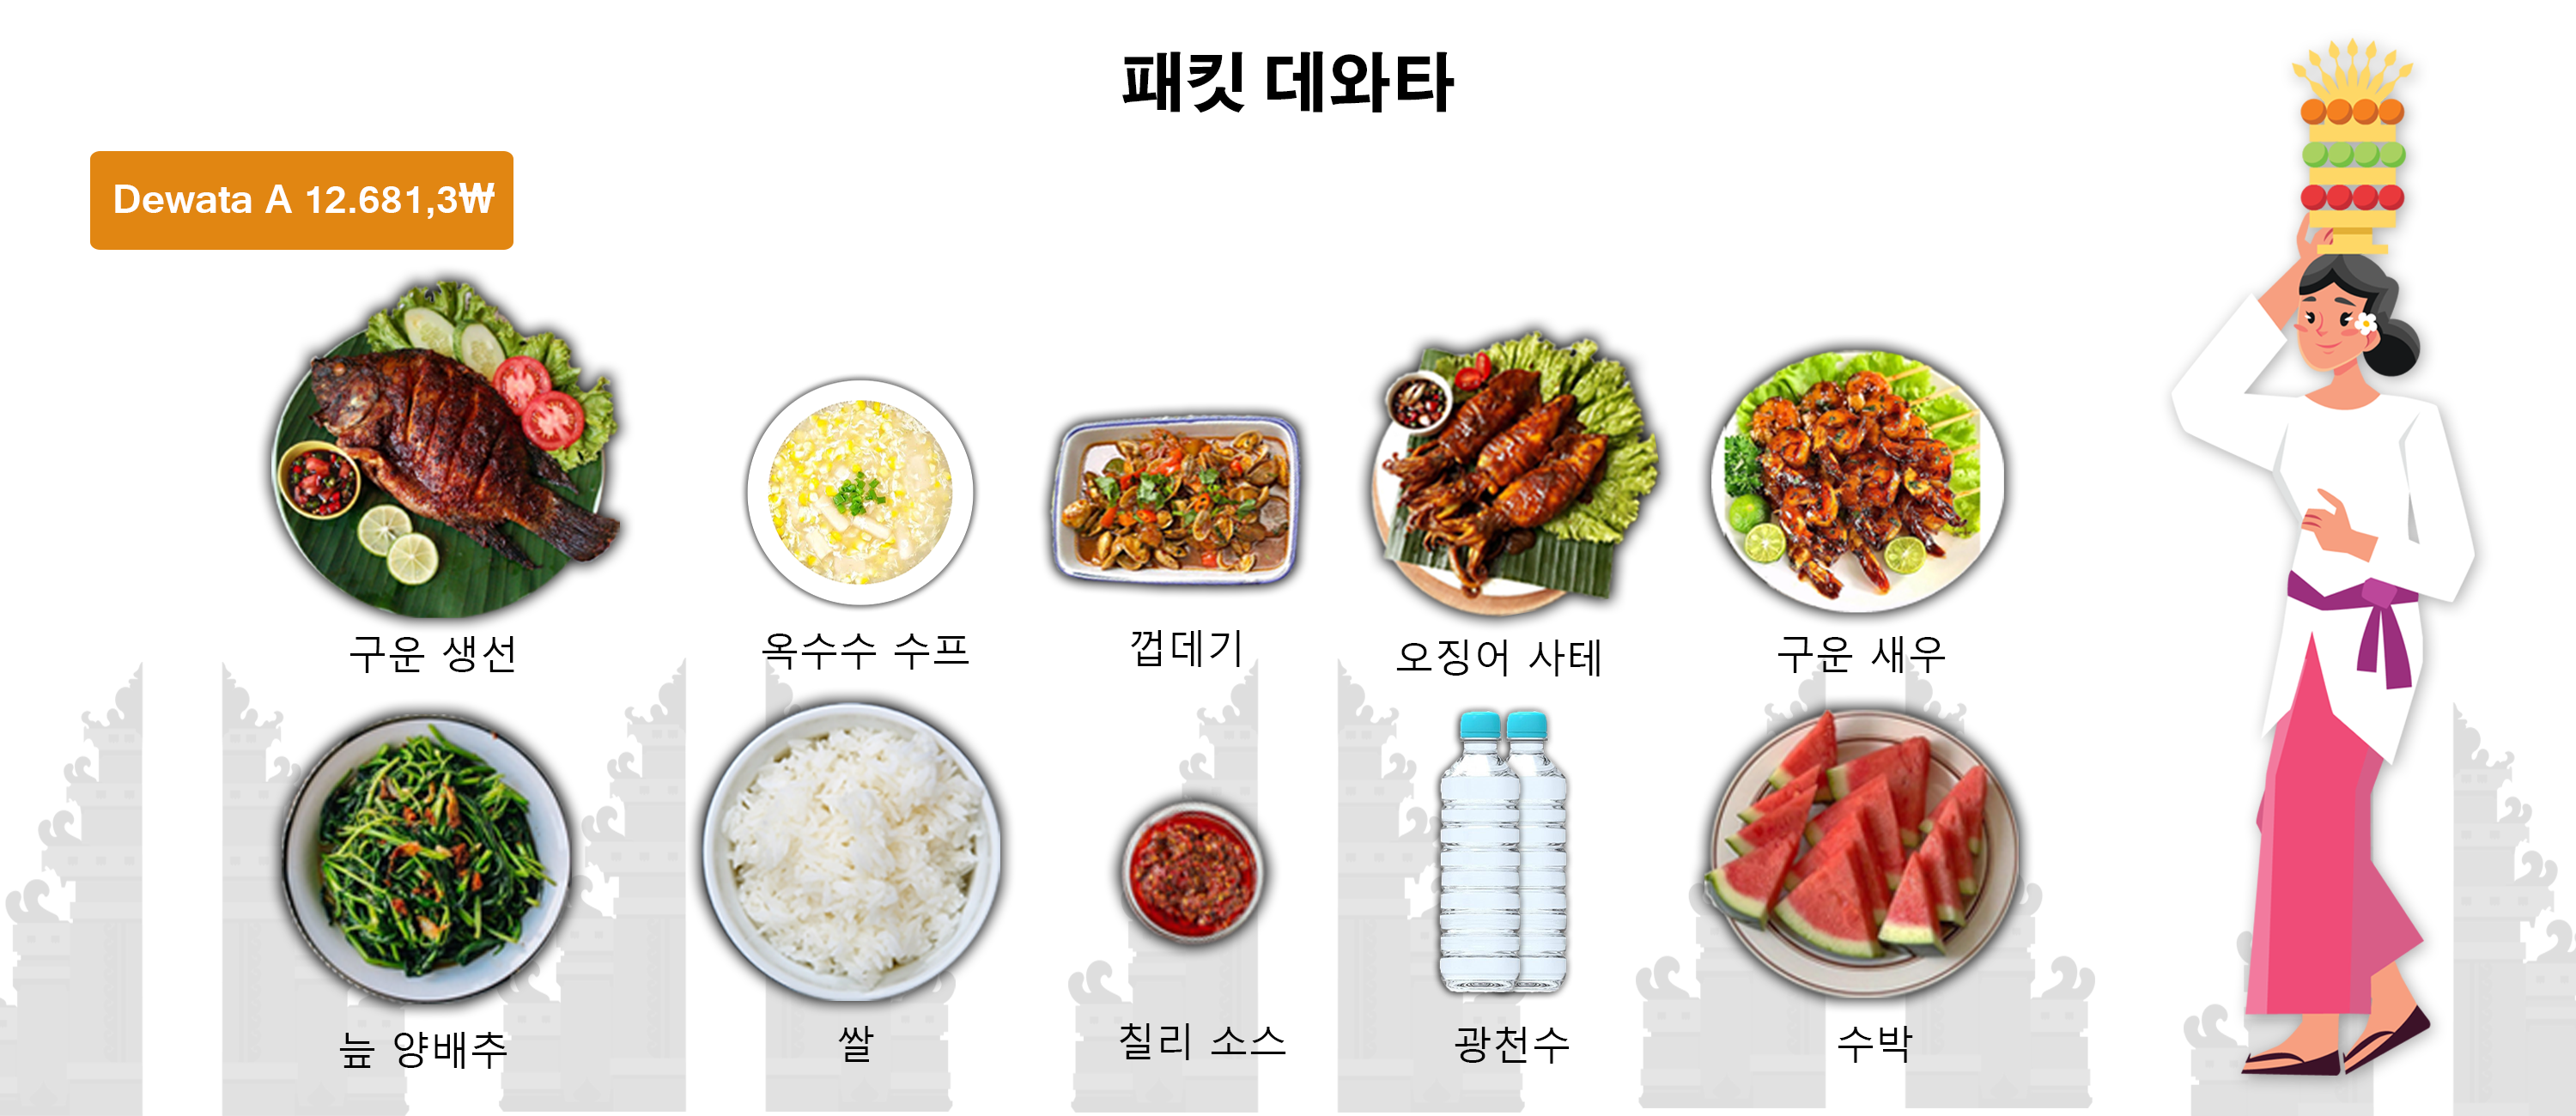 패킷 데와타
Dewata A 12.681,3₩
구운 생선
옥수수 수프
껍데기
오징어 사테
구운 새우
늪 양배추
쌀
칠리 소스
광천수
수박